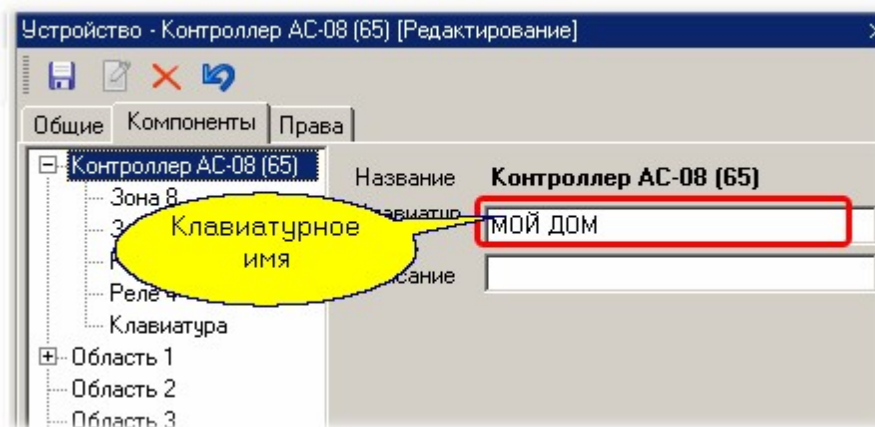 Устройство - Контроллер АС-08 (65) [Редактирование]
Общие Компоненты Права
Контроллер АС-08 (65)
Название Контроллер АС-08 (65)
Зона 8
МОЙ ДОМ
Клавиатурное
имя
Реле
Клавиатура
Область 1
Область 2
Область 3